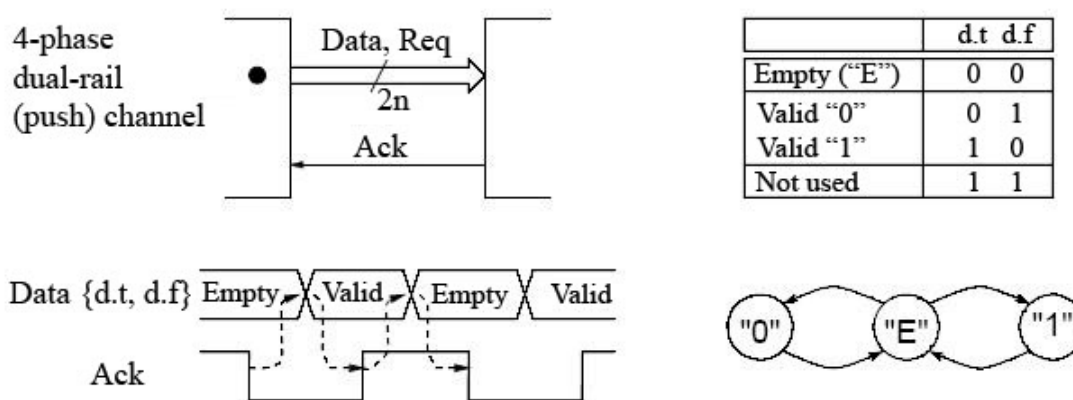 4-phase
dual-rail
(push) channel
Data, Req
2n
Ack
d.t d.f
Empty (“E”) 0 0
Valid “0” 0 1
Valid “1” 1 0
Not used 1 1
Data {d.t, d.f} Empty Valid Empty Valid
Ack
"0" "E" "1"